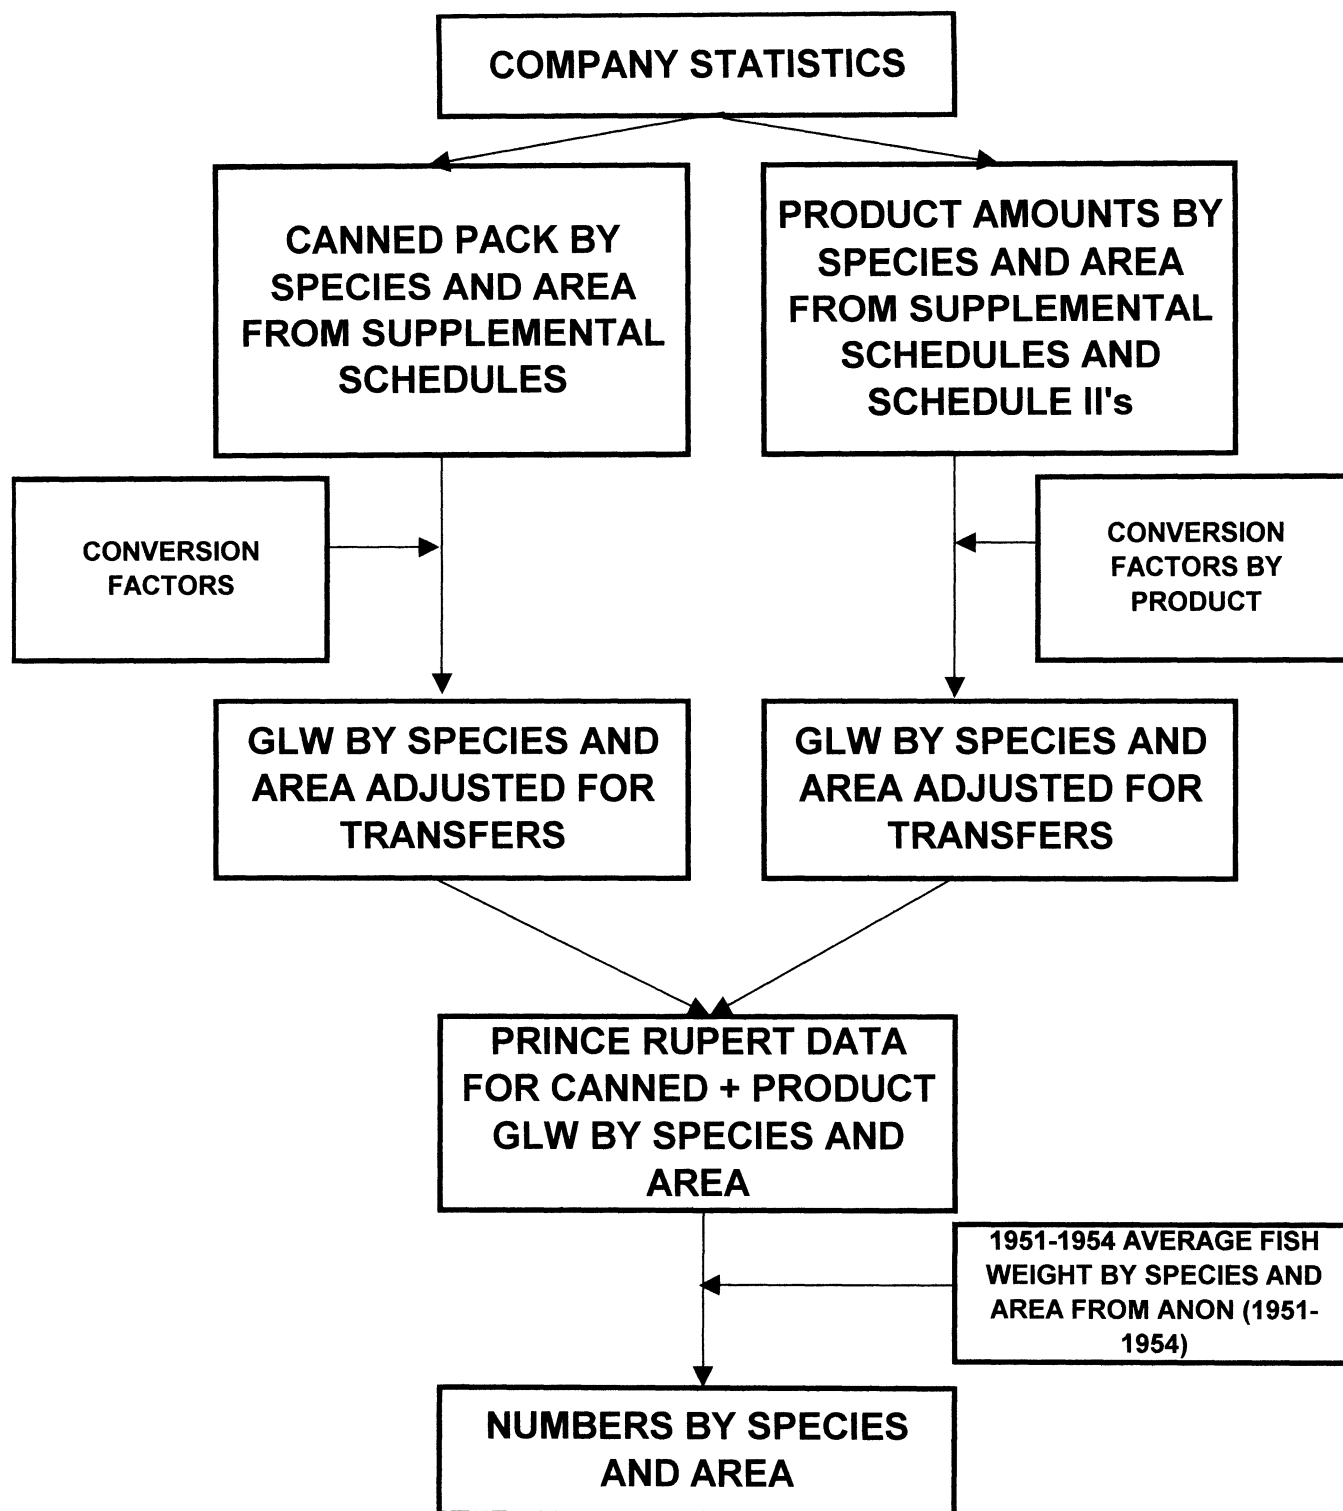 COMPANY STATISTICS
CANNED PACK BY
SPECIES AND AREA
FROM SUPPLEMENTAL
SCHEDULES
PRODUCT AMOUNTS BY
SPECIES AND AREA
FROM SUPPLEMENTAL
SCHEDULES AND
SCHEDULE II's
CONVERSION
FACTORS
CONVERSION
FACTORS BY
PRODUCT
GLW BY SPECIES AND
AREA ADJUSTED FOR
TRANSFERS
GLW BY SPECIES AND
AREA ADJUSTED FOR
TRANSFERS
PRINCE RUPERT DATA
FOR CANNED + PRODUCT
GLW BY SPECIES AND
AREA
1951-1954 AVERAGE FISH
WEIGHT BY SPECIES AND
AREA FROM ANON (1951-
1954)
NUMBERS BY SPECIES
AND AREA